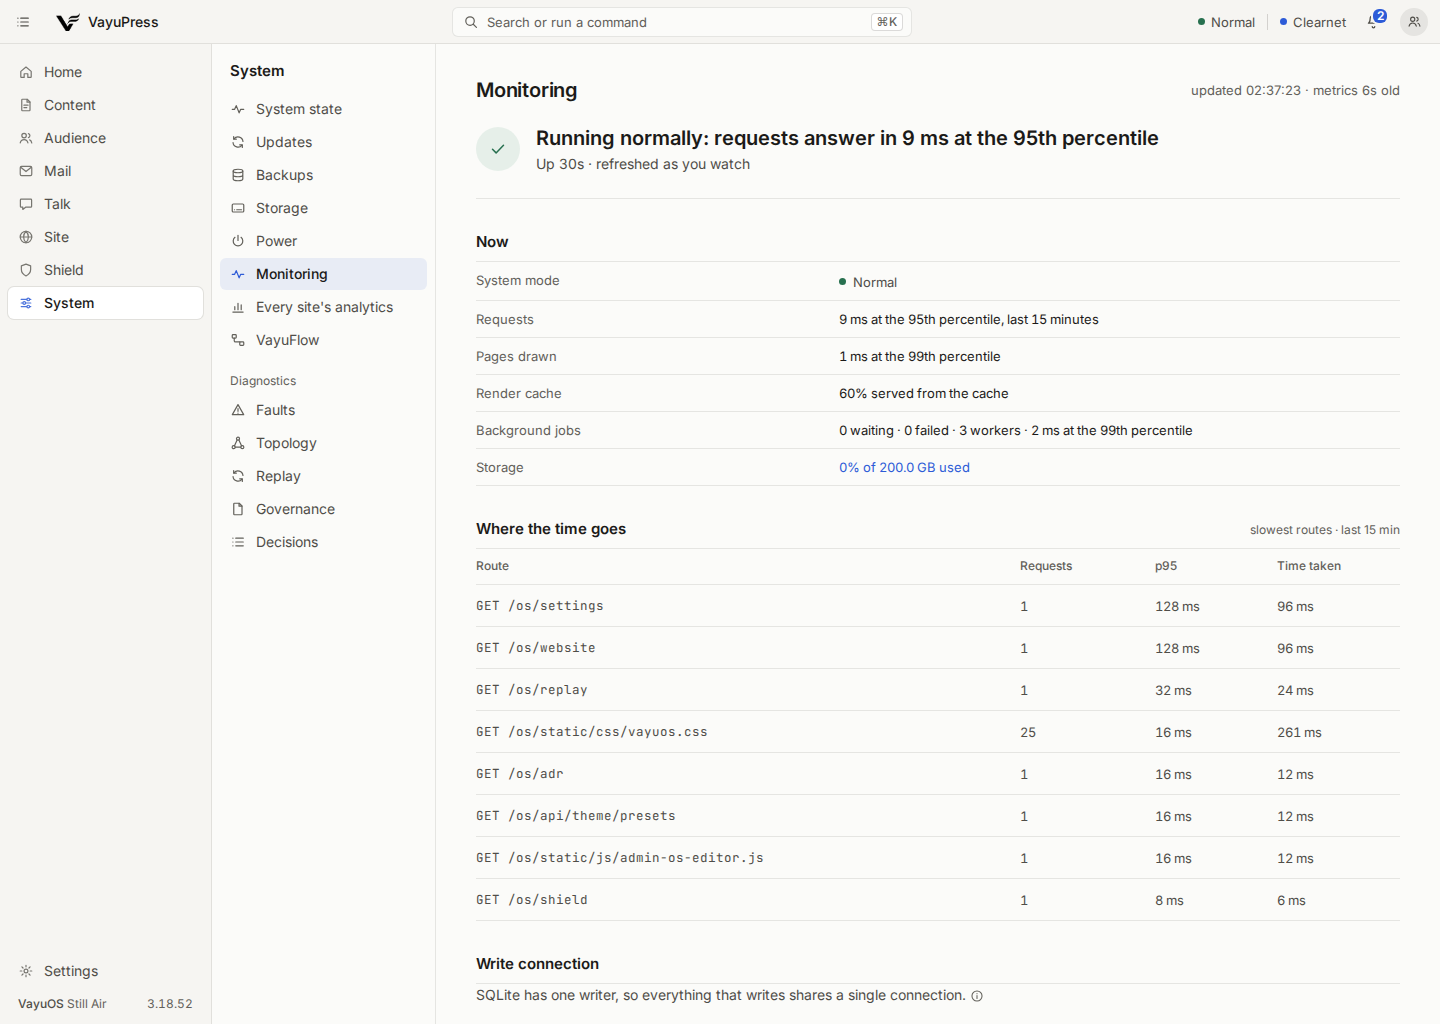 VayuPress
Search or run a command
⌘K
Normal
Clearnet
2
Home
Content
Audience
Mail
Talk
Site
Shield
System
Settings
VayuOS Still Air
3.18.52
System
System state
Updates
Backups
Storage
Power
Monitoring
Every site's analytics
VayuFlow
Diagnostics
Faults
Topology
Replay
Governance
Decisions
Monitoring
updated 02:37:23 · metrics 6s old
Running normally: requests answer in 9 ms at the 95th percentile
Up 30s · refreshed as you watch
Now
System mode Normal
Requests 9 ms at the 95th percentile, last 15 minutes
Pages drawn 1 ms at the 99th percentile
Render cache 60% served from the cache
Background jobs 0 waiting · 0 failed · 3 workers · 2 ms at the 99th percentile
Storage 0% of 200.0 GB used
Where the time goes
slowest routes · last 15 min
Route Requests p95 Time taken
GET /os/settings 1 128 ms 96 ms
GET /os/website 1 128 ms 96 ms
GET /os/replay 1 32 ms 24 ms
GET /os/static/css/vayuos.css 25 16 ms 261 ms
GET /os/adr 1 16 ms 12 ms
GET /os/api/theme/presets 1 16 ms 12 ms
GET /os/static/js/admin-os-editor.js 1 16 ms 12 ms
GET /os/shield 1 8 ms 6 ms
Write connection
SQLite has one writer, so everything that writes shares a single connection.